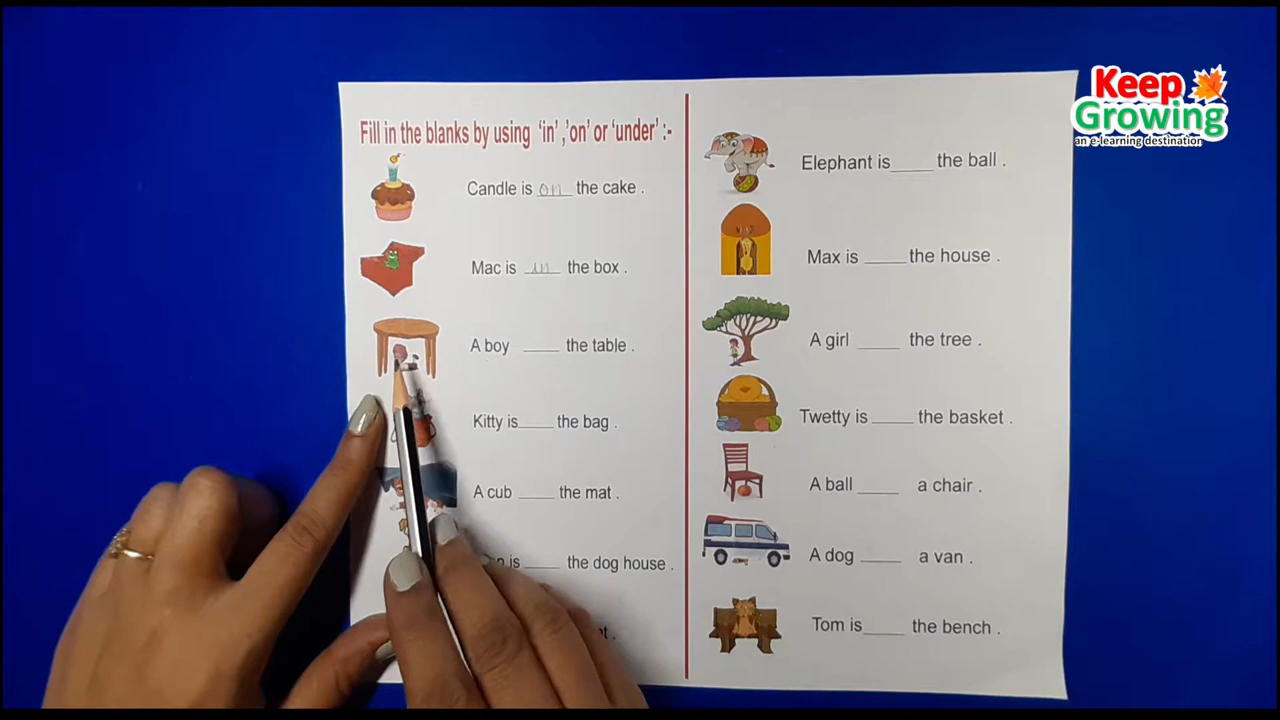 Keep
Growing
an e-learning destination
Fill in the blanks by using 'in' ,'on' or 'under' :-
Candle is on the cake .
Mac is in the box .
A boy ____ the table .
Kitty is____ the bag .
A cub ____ the mat .
is ____ the dog house .
Elephant is____ the ball .
Max is ____ the house .
A girl ____ the tree .
Twetty is ____ the basket .
A ball ____ a chair .
A dog ____ a van .
Tom is____ the bench .